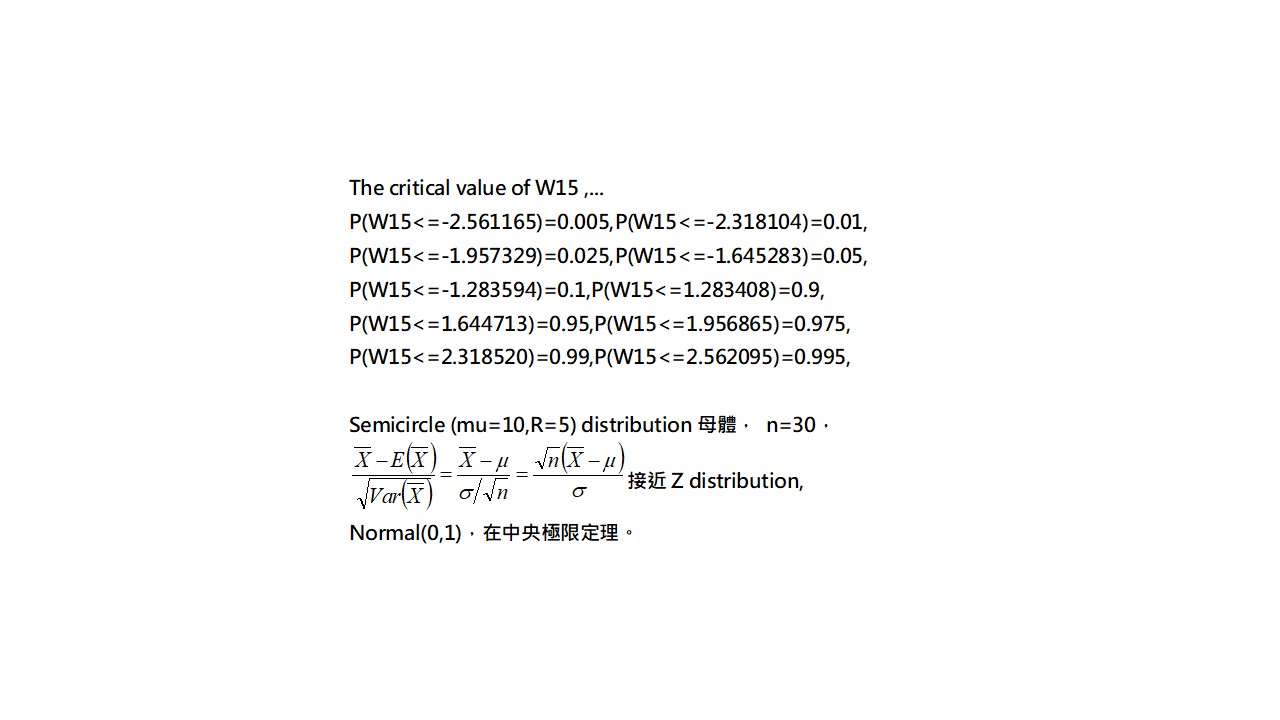 The critical value of W15 ,...
P(W15<=-2.561165)=0.005,P(W15<=-2.318104)=0.01,
P(W15<=-1.957329)=0.025,P(W15<=-1.645283)=0.05,
P(W15<=-1.283594)=0.1,P(W15<=1.283408)=0.9,
P(W15<=1.644713)=0.95,P(W15<=1.956865)=0.975,
P(W15<=2.318520)=0.99,P(W15<=2.562095)=0.995,
Semicircle (mu=10,R=5) distribution 母體， n=30，
$\frac{\overline{X}-E(\overline{X})}{\sqrt{Var(\overline{X})}}=\frac{\overline{X}-\mu}{\sigma/\sqrt{n}}=\frac{\sqrt{n}(\overline{X}-\mu)}{\sigma}$ 接近 Z distribution,
Normal(0,1)，在中央極限定理。